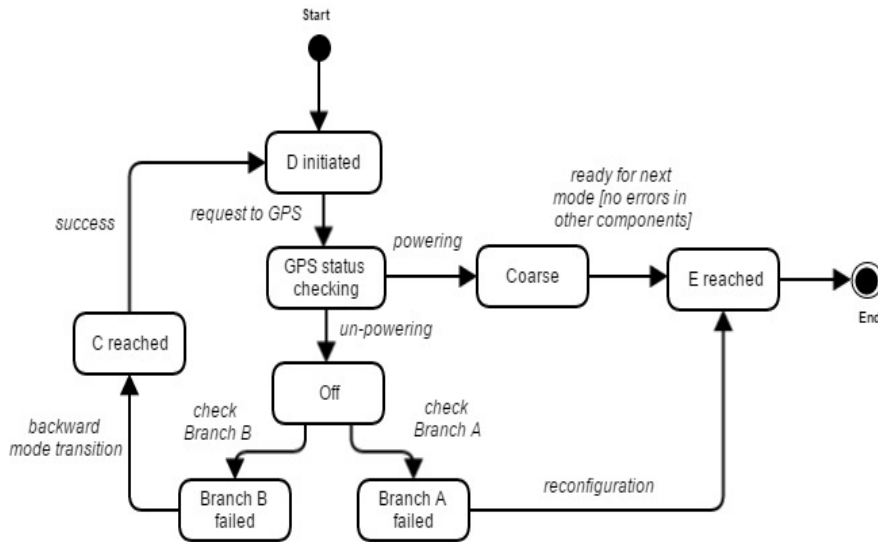 Start
D initiated
ready for next
mode [no errors in
other components]
success
request to GPS
powering
GPS status
checking
Coarse
E reached
End
un-powering
C reached
Off
check
Branch B
check
Branch A
backward
mode transition
Branch B
failed
Branch A
failed
reconfiguration